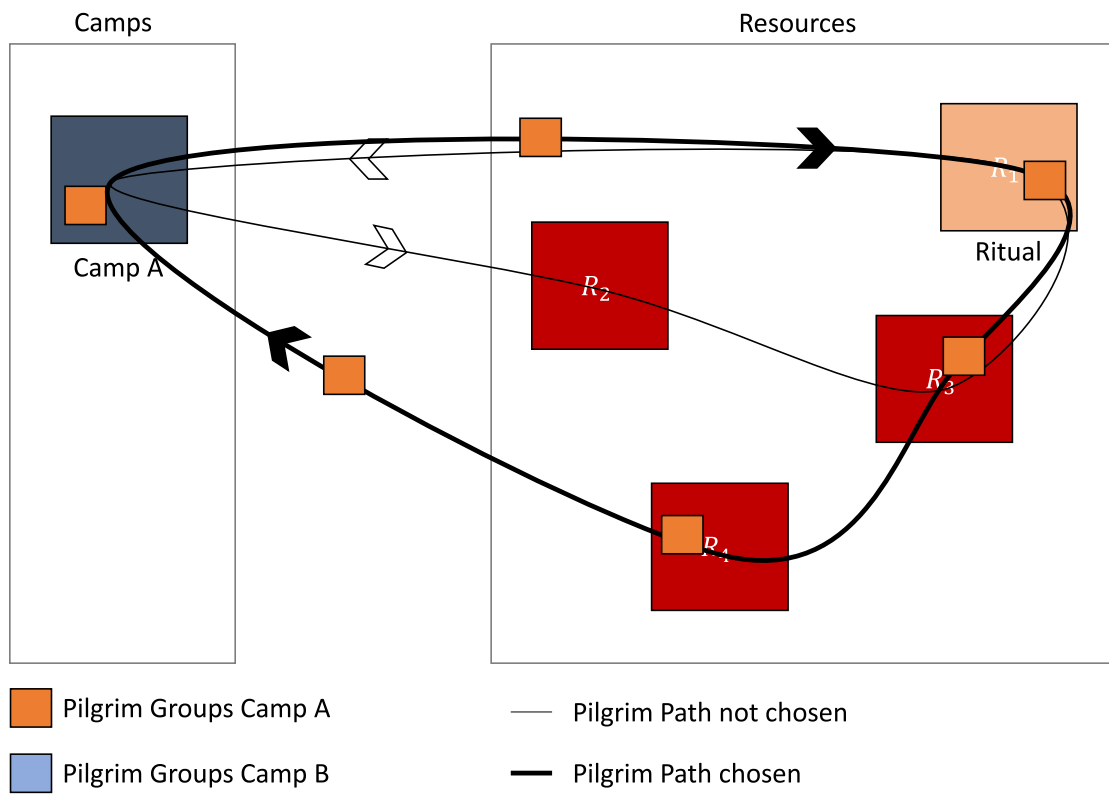 Camps
Resources
R1
Ritual
Camp A
R2
R3
R4
Pilgrim Groups Camp A
Pilgrim Path not chosen
Pilgrim Groups Camp B
Pilgrim Path chosen